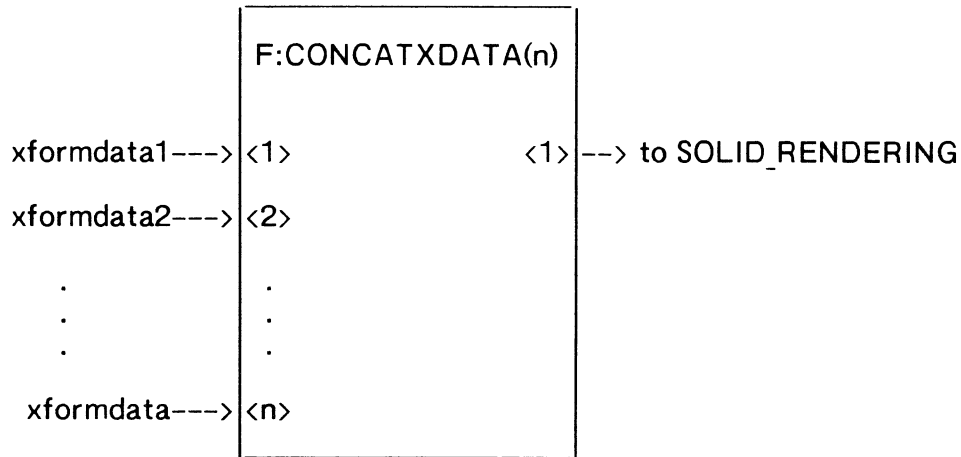 F:CONCATXDATA(n)
xformdata1---> <1> <1> --> to SOLID_RENDERING
xformdata2---> <2>
. .
. .
. .
xformdata---> <n>